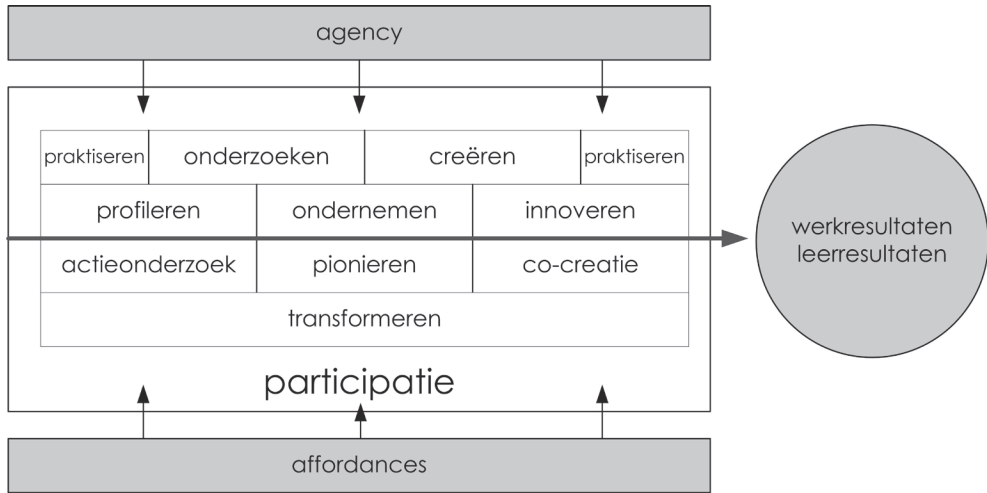 agency
praktiseren onderzoeken creëren praktiseren
profileren ondernemen innoveren
actieonderzoek pionieren co-creatie
transformeren
participatie
affordances
werkresultaten
leerresultaten